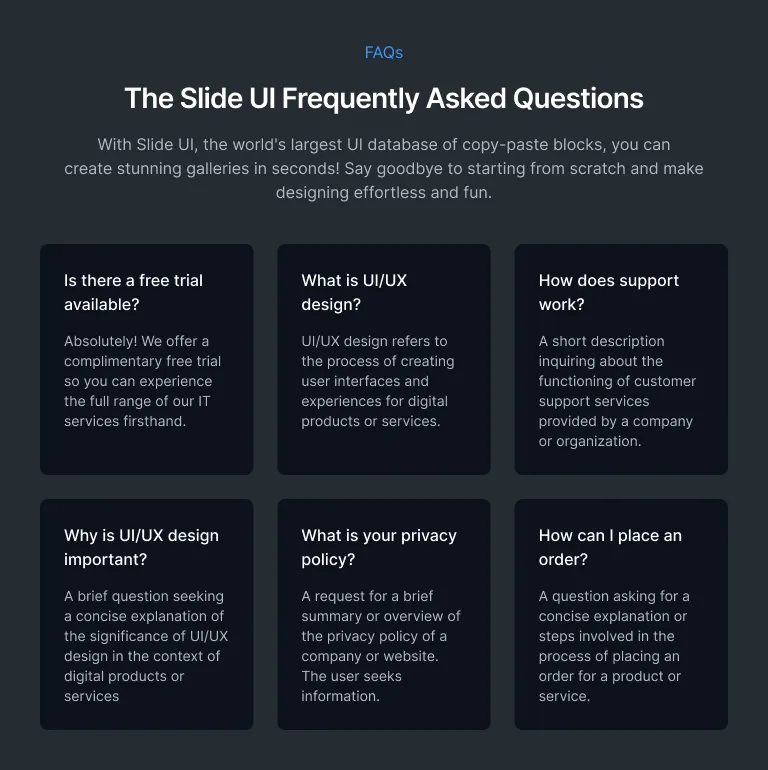 FAQs
The Slide UI Frequently Asked Questions
With Slide UI, the world's largest UI database of copy-paste blocks, you can
create stunning galleries in seconds! Say goodbye to starting from scratch and make
designing effortless and fun.
Is there a free trial
available?
Absolutely! We offer a
complimentary free trial
so you can experience
the full range of our IT
services firsthand.
What is UI/UX
design?
UI/UX design refers to
the process of creating
user interfaces and
experiences for digital
products or services.
How does support
work?
A short description
inquiring about the
functioning of customer
support services
provided by a company
or organization.
Why is UI/UX design
important?
A brief question seeking
a concise explanation of
the significance of UI/UX
design in the context of
digital products or
services
What is your privacy
policy?
A request for a brief
summary or overview of
the privacy policy of a
company or website.
The user seeks
information.
How can I place an
order?
A question asking for a
concise explanation or
steps involved in the
process of placing an
order for a product or
service.